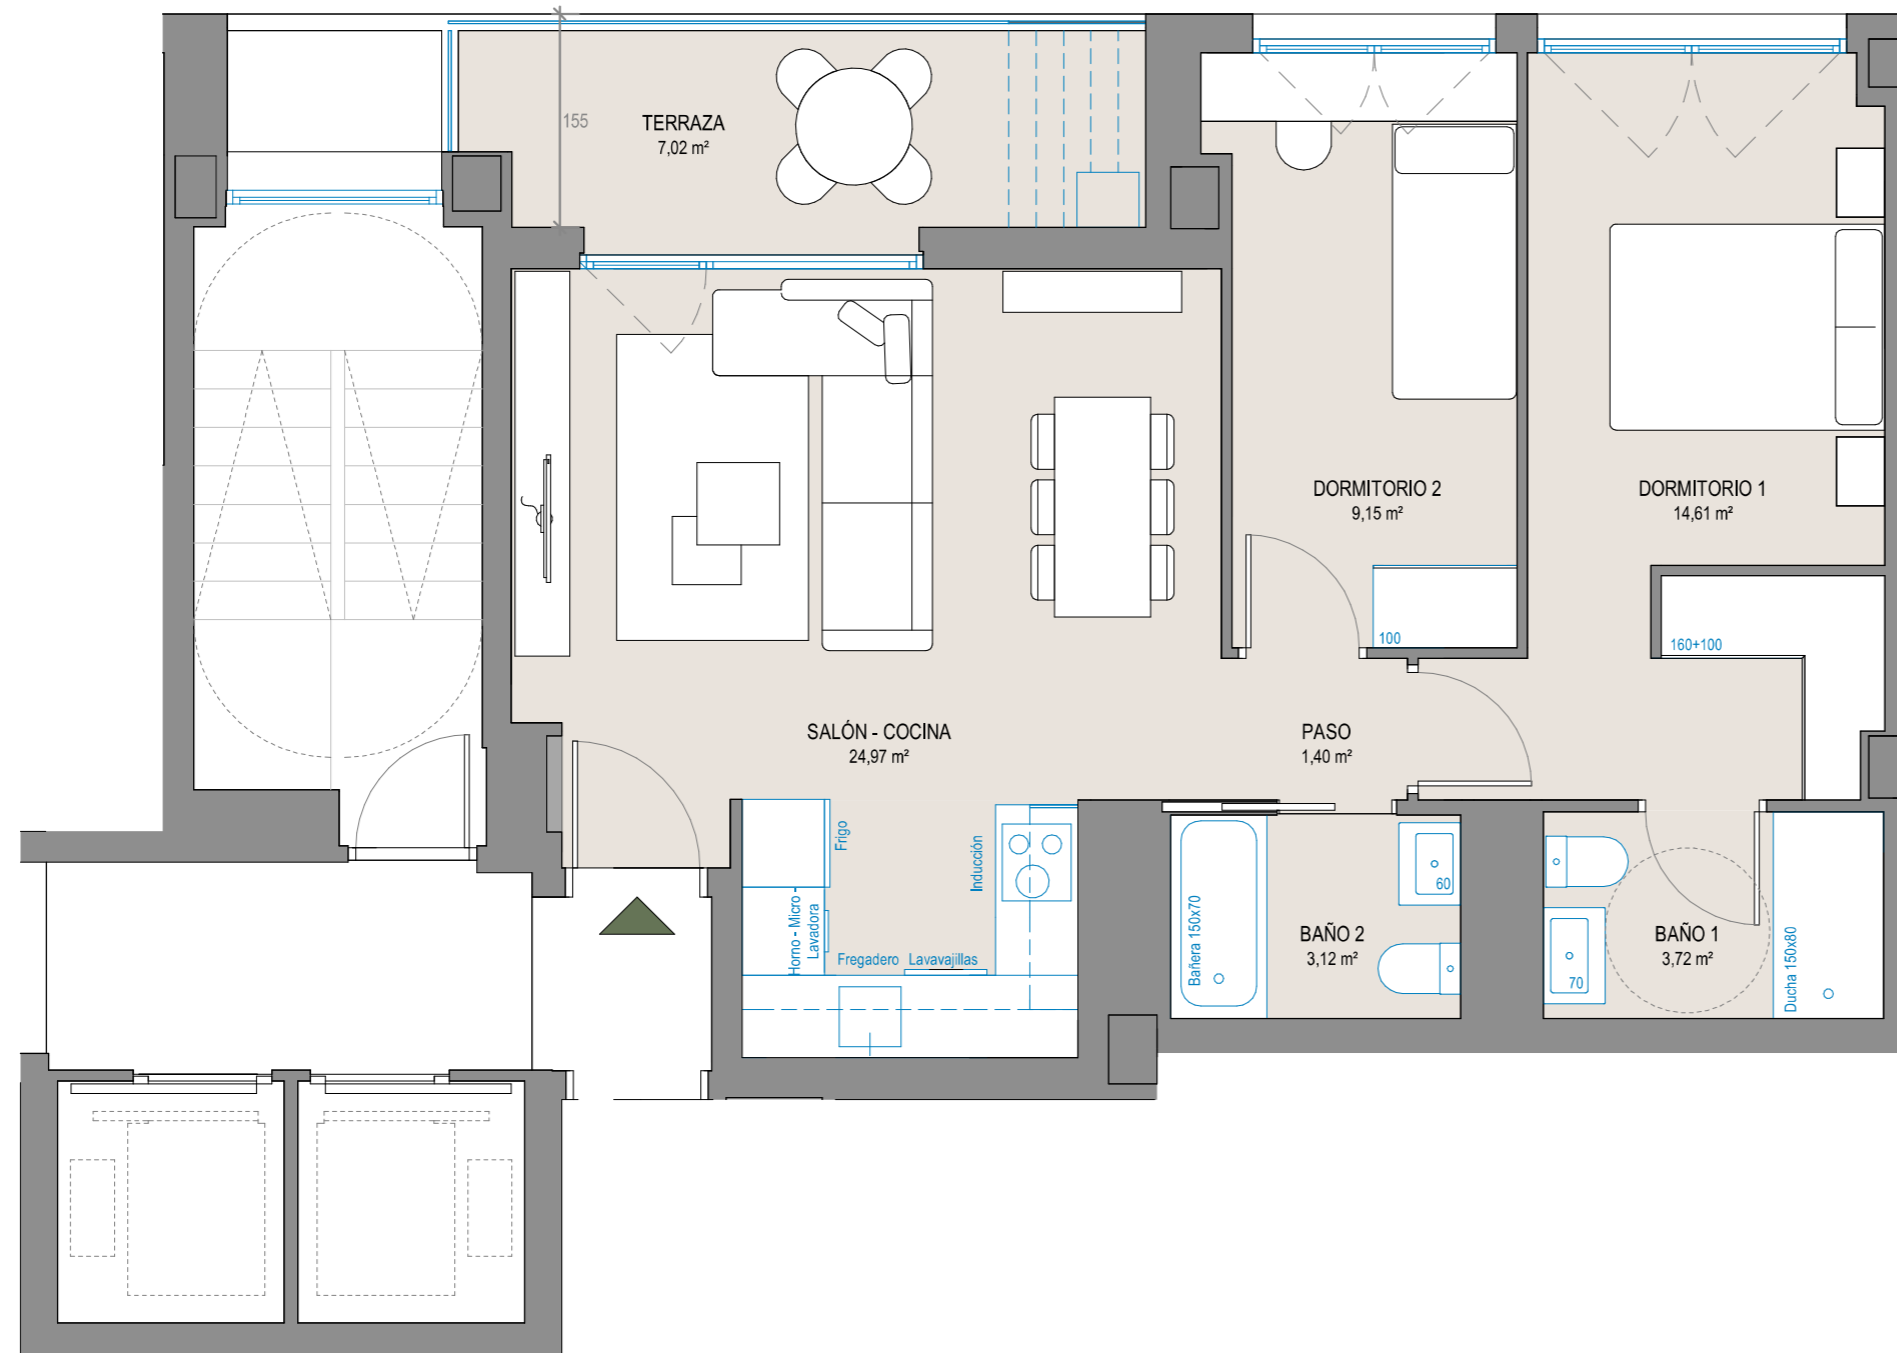 155
TERRAZA
7,02 m²
DORMITORIO 2
9,15 m²
DORMITORIO 1
14,61 m²
100
160+100
SALÓN - COCINA
24,97 m²
PASO
1,40 m²
Frigo
Inducción
Horno - Micro -
Lavadora
Fregadero
Lavavajillas
Bañera 150x70
60
BAÑO 2
3,12 m²
BAÑO 1
3,72 m²
70
Ducha 150x80